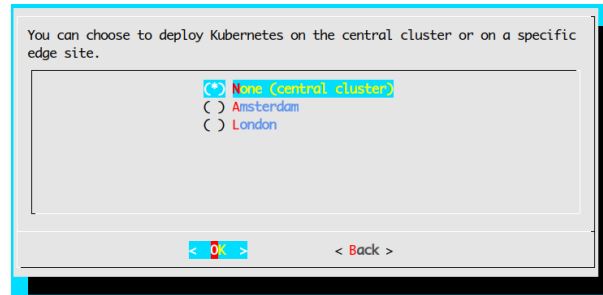 You can choose to deploy Kubernetes on the central cluster or on a specific
edge site.
(*) None (central cluster)
( ) Amsterdam
( ) London
< OK > < Back >